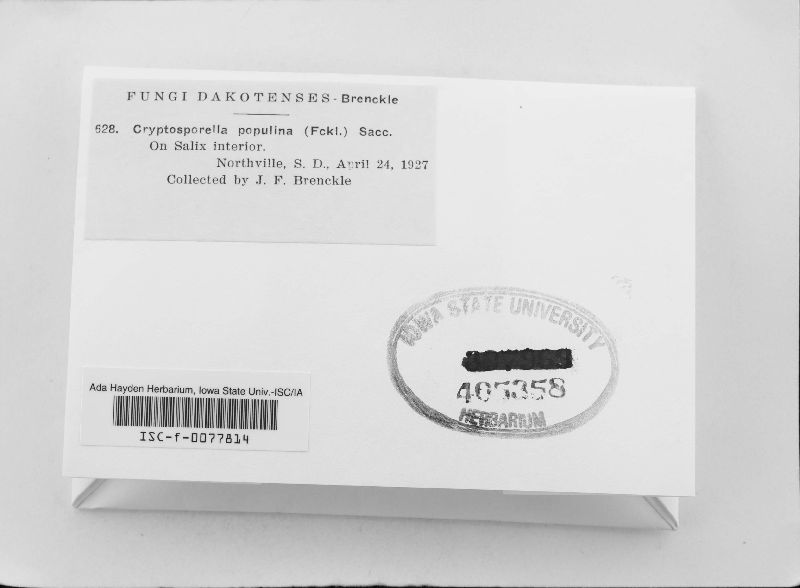 FUNGI DAKOTENSES - Brenckle
628. Cryptosporella populina (Fckl.) Sacc.
On Salix interior.
Northville, S. D., April 24, 1927
Collected by J. F. Brenckle
IOWA STATE UNIVERSITY
HERBARIUM
Ada Hayden Herbarium, Iowa State Univ.-ISC/IA
ISC-f-0077814